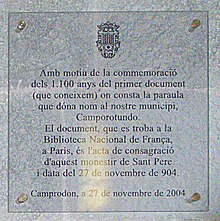 Amb motiu de la commemoració
dels 1.100 anys del primer document
(que coneixem) on consta la paraula
que dóna nom al nostre municipi,
Camporotundo.
El document, que es troba a la
Biblioteca Nacional de França,
a París, és l'acta de consagració
d'aquest monestir de Sant Pere
i data del 27 de novembre de 904.
Camprodon, a 27 de novembre de 2004